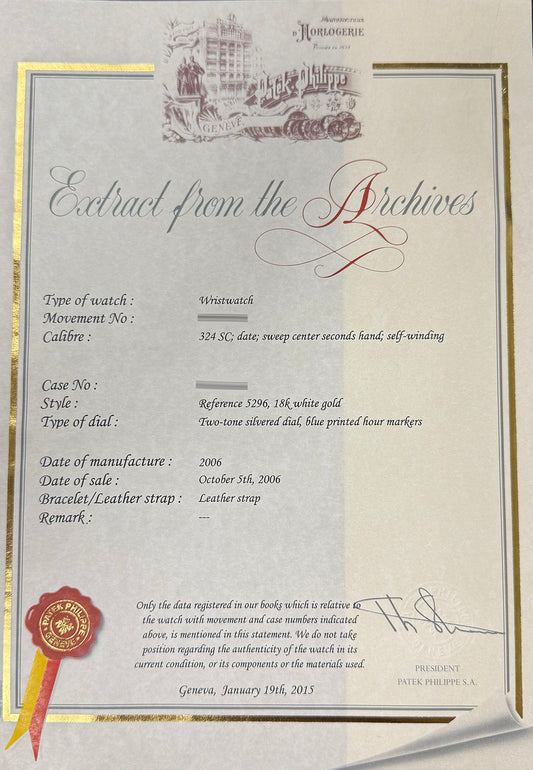 Manufacture
D'HORLOGERIE
Fondée en 1839
Patek Philippe
GENÈVE
Extract from the Archives
Type of watch : Wristwatch
Movement No :
Calibre : 324 SC; date; sweep center seconds hand; self-winding
Case No :
Style : Reference 5296, 18k white gold
Type of dial : Two-tone silvered dial, blue printed hour markers
Date of manufacture : 2006
Date of sale : October 5th, 2006
Bracelet/Leather strap : Leather strap
Remark : ---
Only the data registered in our books which is relative to
the watch with movement and case numbers indicated
above, is mentioned in this statement. We do not take
position regarding the authenticity of the watch in its
current condition, or its components or the materials used.
Geneva, January 19th, 2015
PATEK PHILIPPE
GENEVE
PRESIDENT
PATEK PHILIPPE S.A.